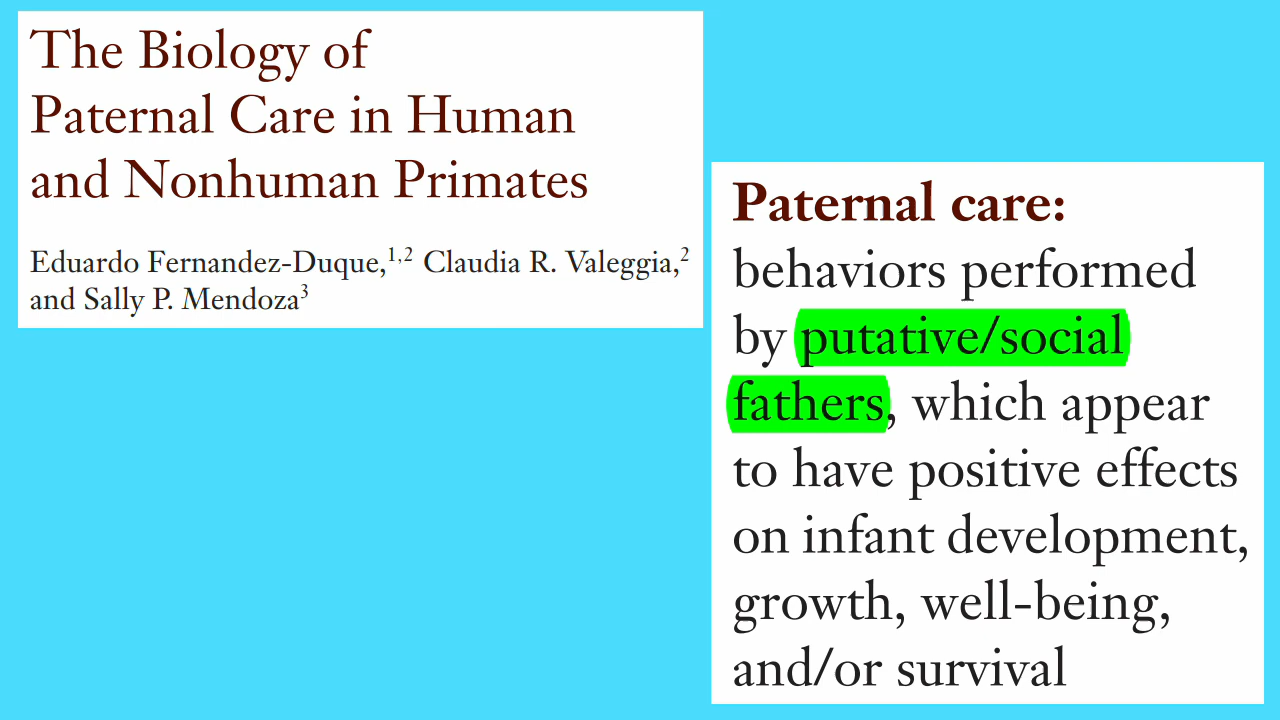 The Biology of
Paternal Care in Human
and Nonhuman Primates
Eduardo Fernandez-Duque,1,2 Claudia R. Valeggia,2
and Sally P. Mendoza3
Paternal care:
behaviors performed
by putative/social
fathers, which appear
to have positive effects
on infant development,
growth, well-being,
and/or survival